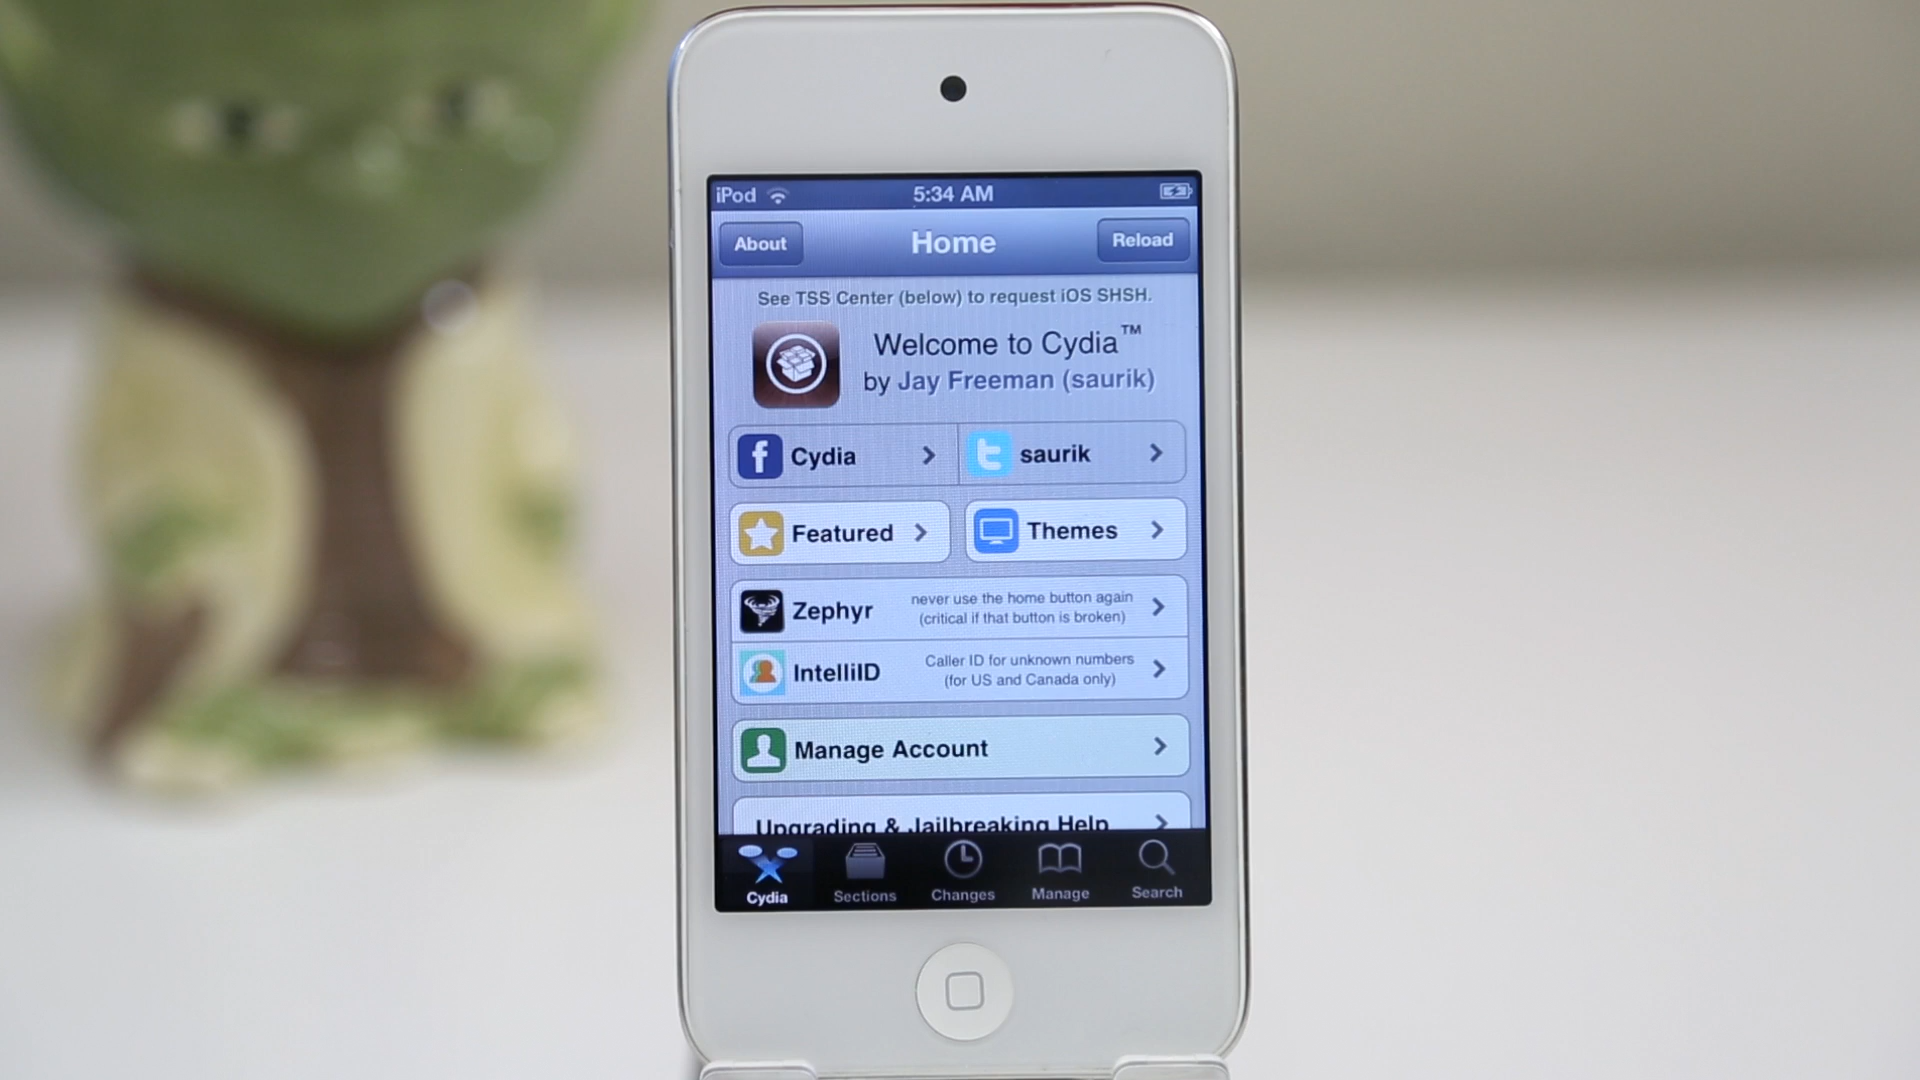 iPod
5:34 AM
About
Home
Reload
See TSS Center (below) to request iOS SHSH.
Welcome to Cydia™
by Jay Freeman (saurik)
Cydia
saurik
Featured
Themes
Zephyr
never use the home button again
(critical if that button is broken)
IntelliID
Caller ID for unknown numbers
(for US and Canada only)
Manage Account
Upgrading & Jailbreaking Help
Cydia
Sections
Changes
Manage
Search